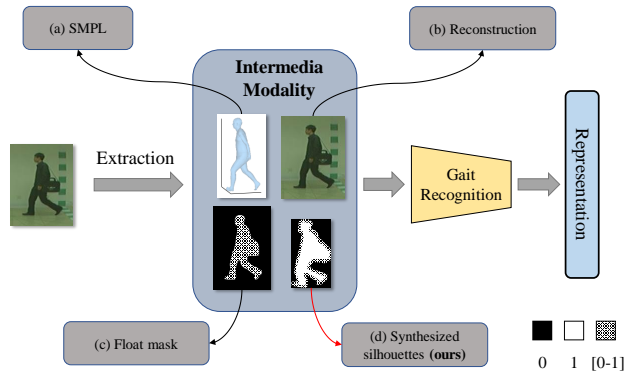 (a) SMPL
(b) Reconstruction
Intermedia
Modality
Extraction
Gait
Recognition
Representation
(c) Float mask
(d) Synthesized
silhouettes (ours)
0 1 [0-1]